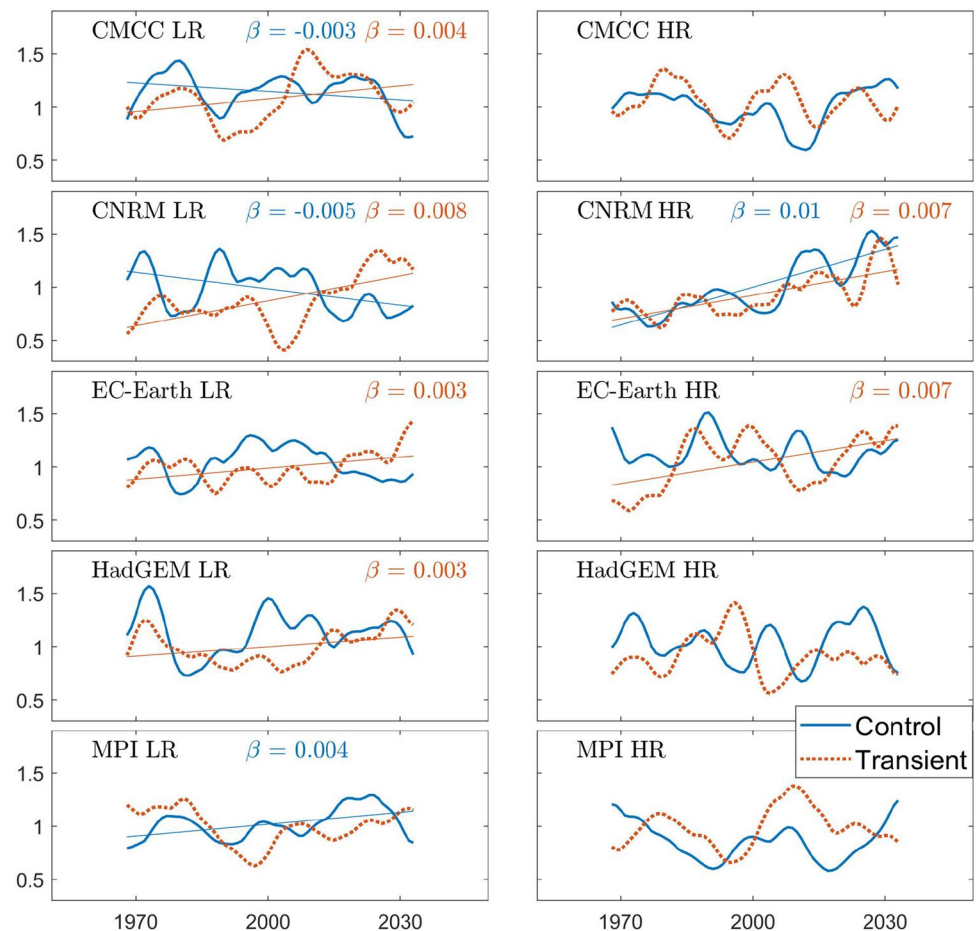 CMCC LR β = -0.003 β = 0.004
1.5
1
0.5
CMCC HR
CNRM LR β = -0.005 β = 0.008
1.5
1
0.5
CNRM HR β = 0.01 β = 0.007
EC-Earth LR β = 0.003
1.5
1
0.5
EC-Earth HR β = 0.007
HadGEM LR β = 0.003
1.5
1
0.5
HadGEM HR
MPI LR β = 0.004
1.5
1
0.5
1970 2000 2030
Control
Transient
MPI HR
1970 2000 2030